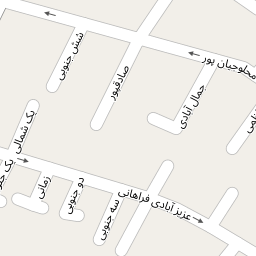 شش جنوبی
محلوجیان پور
صادقپور
جمال آبادی
یک شمالی
زمانی
دو جنوبی
سه جنوبی
عزیز آبادی فراهانی